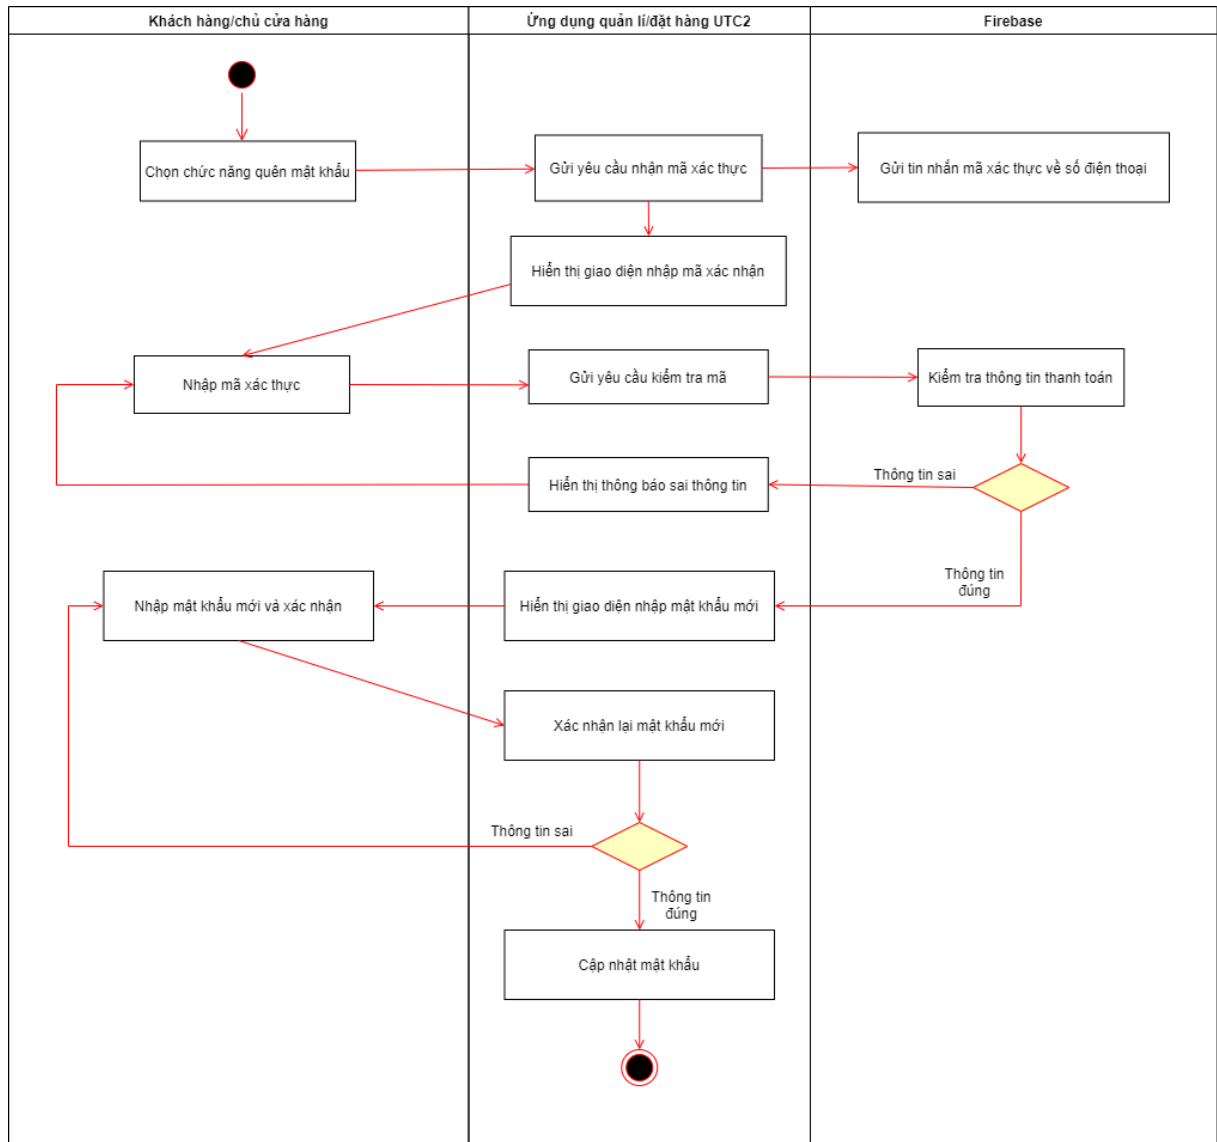 Khách hàng/chủ cửa hàng
Ứng dụng quản lí/đặt hàng UTC2
Firebase
Chọn chức năng quên mật khẩu
Gửi yêu cầu nhận mã xác thực
Gửi tin nhắn mã xác thực về số điện thoại
Hiển thị giao diện nhập mã xác nhận
Nhập mã xác thực
Gửi yêu cầu kiểm tra mã
Kiểm tra thông tin thanh toán
Thông tin sai
Hiển thị thông báo sai thông tin
Thông tin
đúng
Nhập mật khẩu mới và xác nhận
Hiển thị giao diện nhập mật khẩu mới
Xác nhận lại mật khẩu mới
Thông tin sai
Thông tin
đúng
Cập nhật mật khẩu